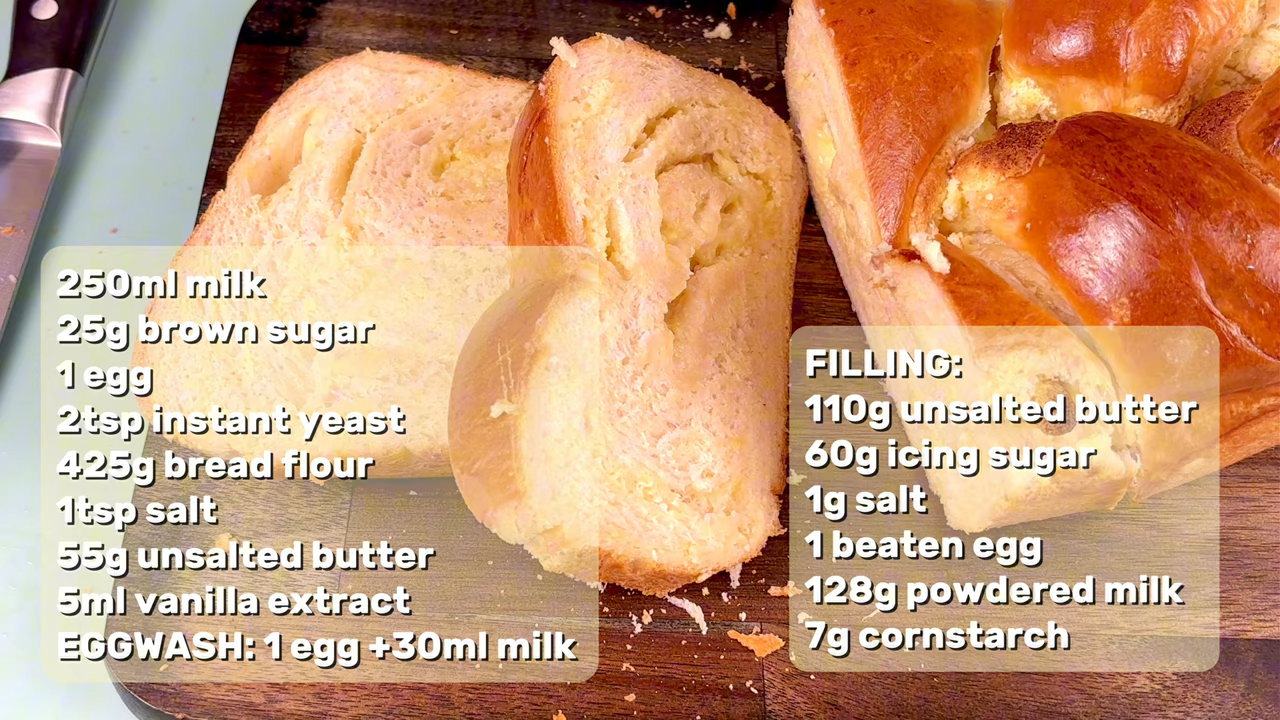 250ml milk
25g brown sugar
1 egg
2tsp instant yeast
425g bread flour
1tsp salt
55g unsalted butter
5ml vanilla extract
EGGWASH: 1 egg +30ml milk
FILLING:
110g unsalted butter
60g icing sugar
1g salt
1 beaten egg
128g powdered milk
7g cornstarch